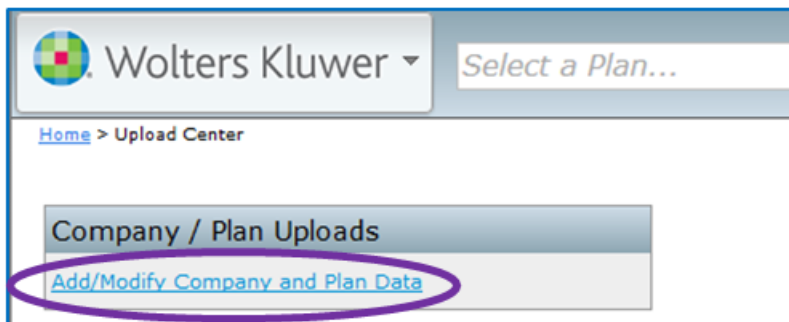 Wolters Kluwer
Select a Plan...
Home > Upload Center
Company / Plan Uploads
Add/Modify Company and Plan Data